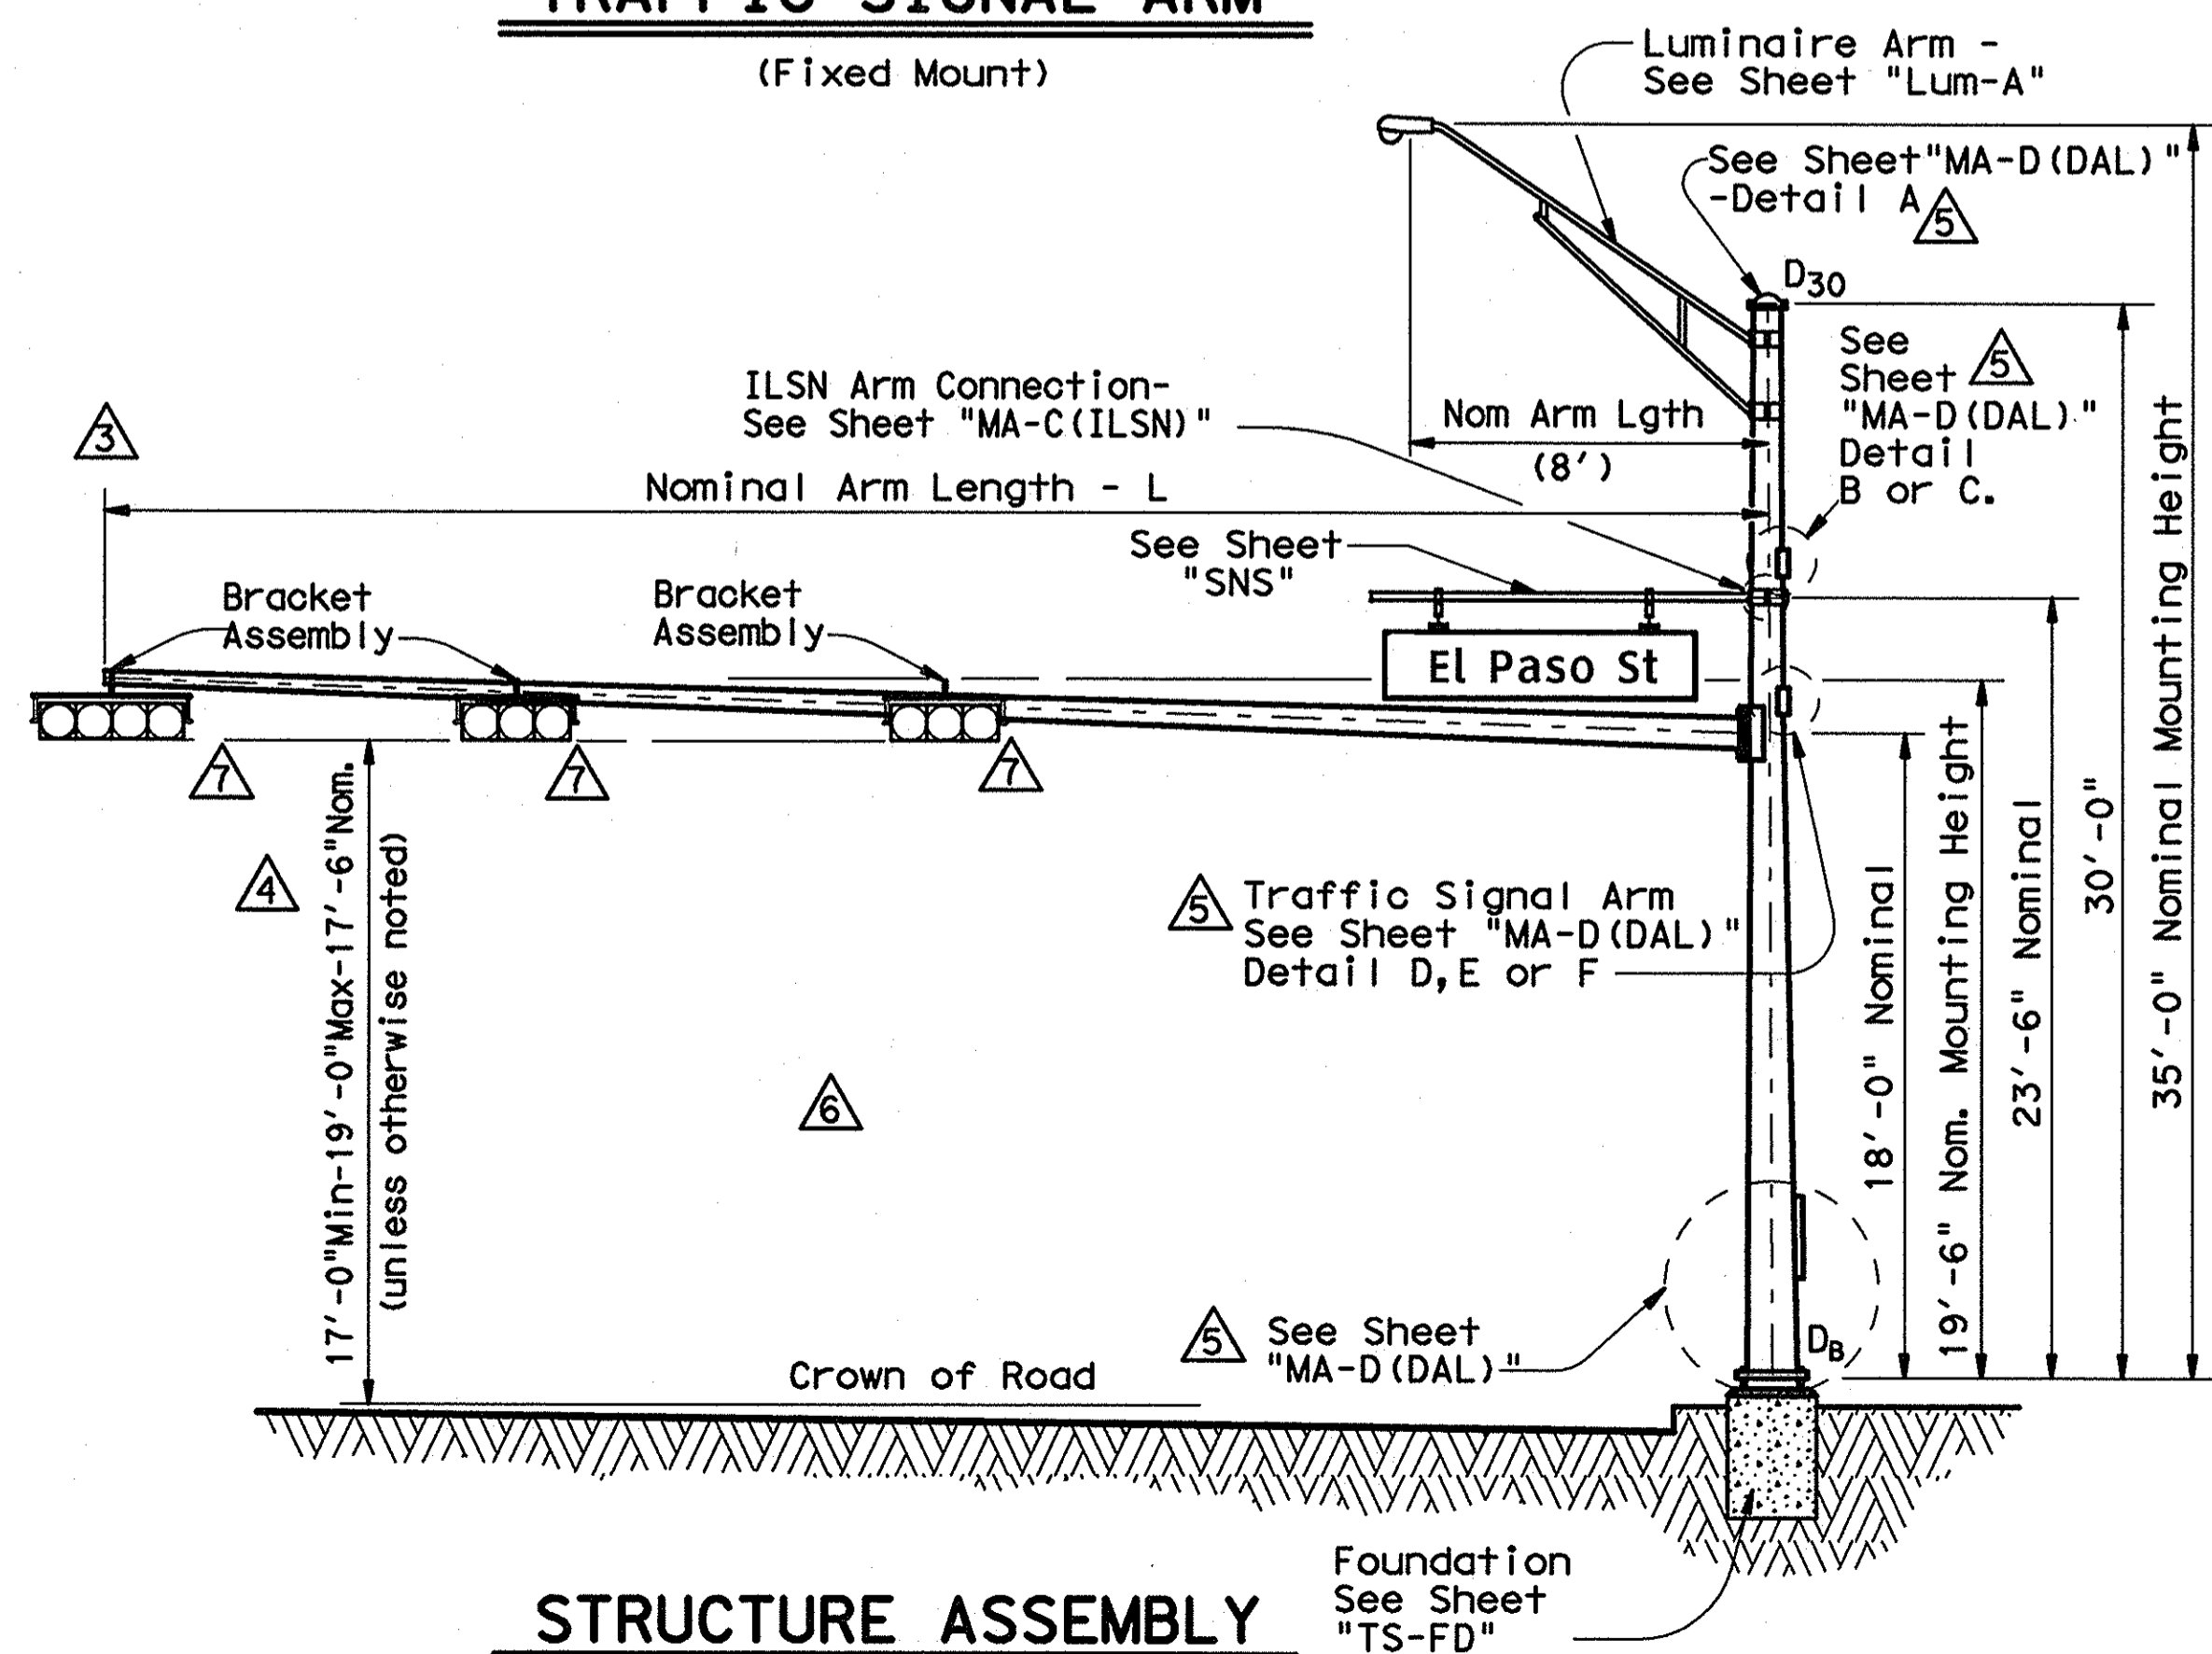 TRAFFIC SIGNAL ARM
(Fixed Mount)
Luminaire Arm -
See Sheet "Lum-A"
See Sheet"MA-D(DAL)"
-Detail A
5
D30
See
Sheet
5
"MA-D(DAL)"
Detail
B or C.
ILSN Arm Connection-
See Sheet "MA-C(ILSN)"
Nom Arm Lgth
(8')
3
Nominal Arm Length - L
See Sheet
"SNS"
Bracket
Assembly
Bracket
Assembly
El Paso St
7
7
7
4
17'-0"Min-19'-0"Max-17'-6"Nom.
(unless otherwise noted)
5
Traffic Signal Arm
See Sheet "MA-D(DAL)"
Detail D,E or F
6
18'-0" Nominal
19'-6" Nom. Mounting Height
23'-6" Nominal
30'-0"
35'-0" Nominal Mounting Height
5
See Sheet
"MA-D(DAL)"
DB
Crown of Road
Foundation
See Sheet
"TS-FD"
STRUCTURE ASSEMBLY